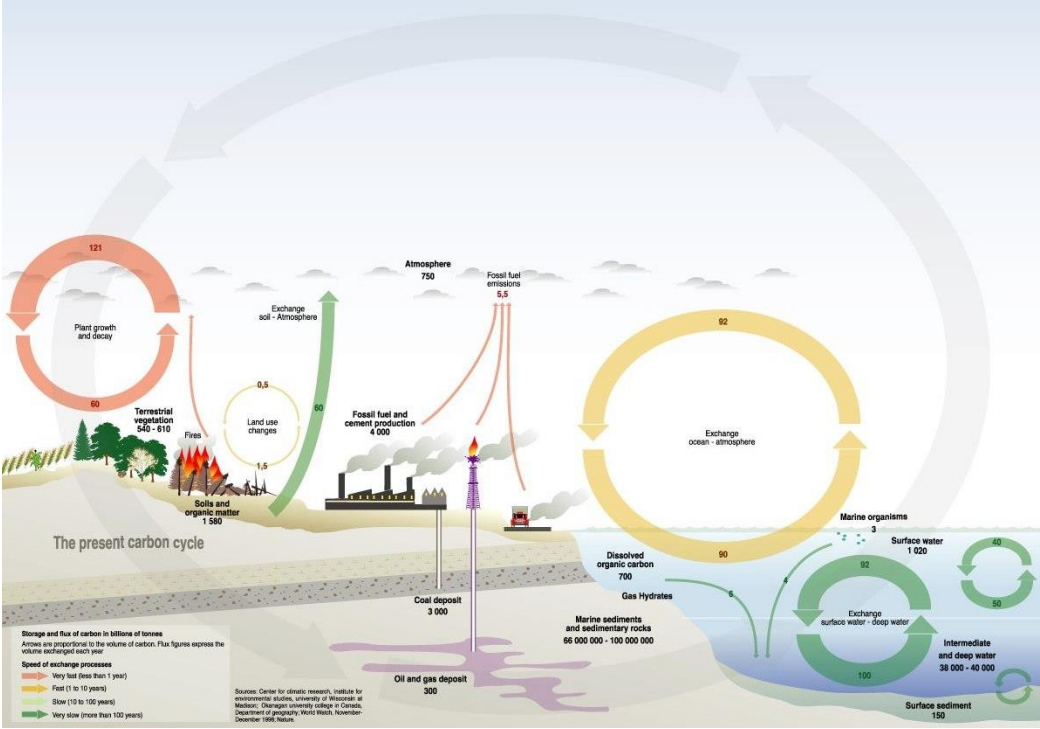 121
Plant growth
and decay
60
Terrestrial
vegetation
540 - 610
Fires
0,5
Land use
changes
1,5
Soils and
organic matter
1 580
Exchange
soil - Atmosphere
60
Atmosphere
750
Fossil fuel
emissions
5,5
Fossil fuel and
cement production
4 000
92
Exchange
ocean - atmosphere
90
Marine organisms
3
Surface water
1 020
40
50
Dissolved
organic carbon
700
Gas Hydrates
6
4
92
Exchange
surface water - deep water
100
Marine sediments
and sedimentary rocks
66 000 000 - 100 000 000
Intermediate
and deep water
38 000 - 40 000
Surface sediment
150
The present carbon cycle
Coal deposit
3 000
Oil and gas deposit
300
Storage and flux of carbon in billions of tonnes
Arrows are proportional to the volume of carbon. Flux figures express the
volume exchanged each year
Speed of exchange processes
Very fast (less than 1 year)
Fast (1 to 10 years)
Slow (10 to 100 years)
Very slow (more than 100 years)
Sources: Center for climatic research, Institute for
environmental studies, university of Wisconsin at
Madison; Okanagan university college in Canada,
Department of geography; World Watch, November-
December 1998; Nature.